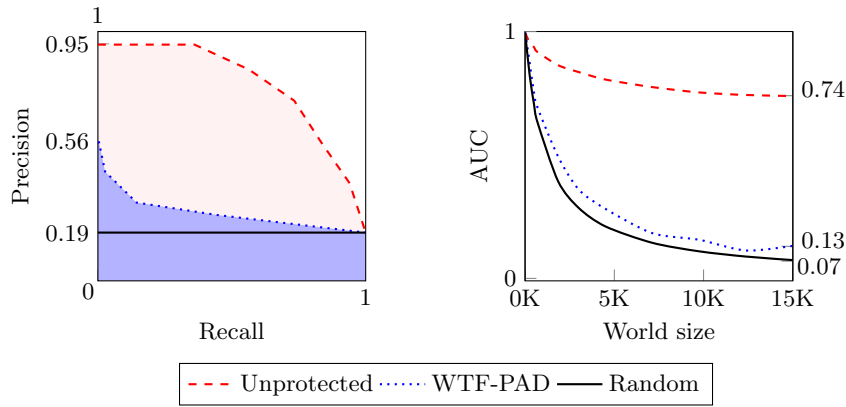 1
0.95
0.56
0.19
0
1
Precision
Recall
1
0
0K
5K
10K
15K
0.74
0.13
0.07
AUC
World size
Unprotected
WTF-PAD
Random